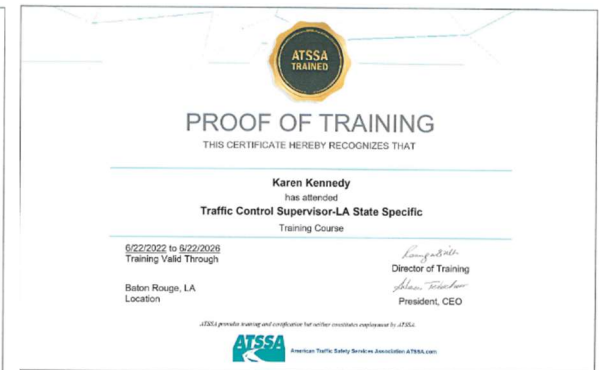 ATSSA
TRAINED
PROOF OF TRAINING
THIS CERTIFICATE HEREBY RECOGNIZES THAT
Karen Kennedy
has attended
Traffic Control Supervisor-LA State Specific
Training Course
6/22/2022 to 6/22/2026
Training Valid Through
Director of Training
Baton Rouge, LA
Location
President, CEO
ATSSA provides training and certification but neither constitutes employment by ATSSA.
ATSSA
American Traffic Safety Services Association ATSSA.com